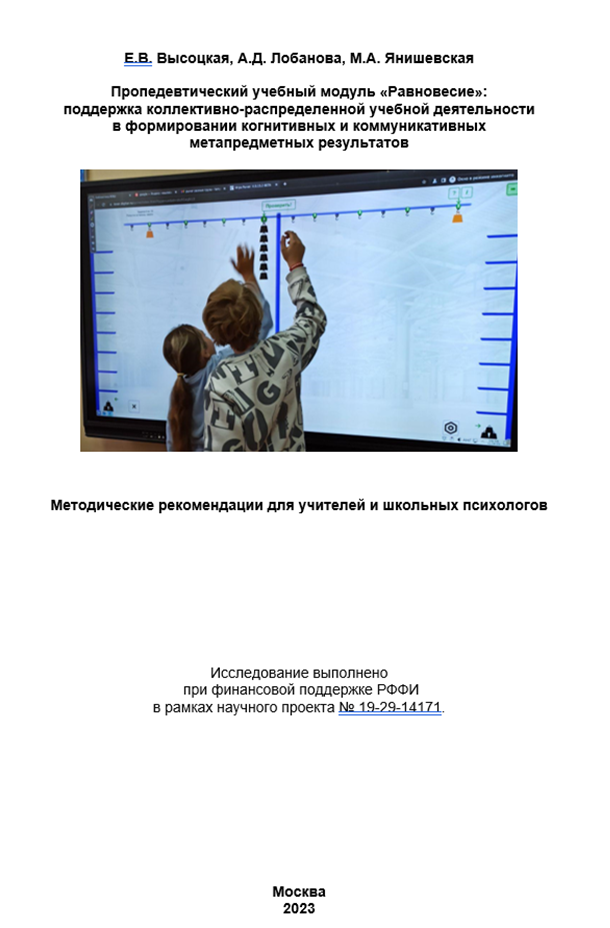 Е.В. Высоцкая, А.Д. Лобанова, М.А. Янишевская
Пропедевтический учебный модуль «Равновесие»:
поддержка коллективно-распределенной учебной деятельности
в формировании когнитивных и коммуникативных
метапредметных результатов
Проверить!
Методические рекомендации для учителей и школьных психологов
Исследование выполнено
при финансовой поддержке РФФИ
в рамках научного проекта № 19-29-14171.
Москва
2023